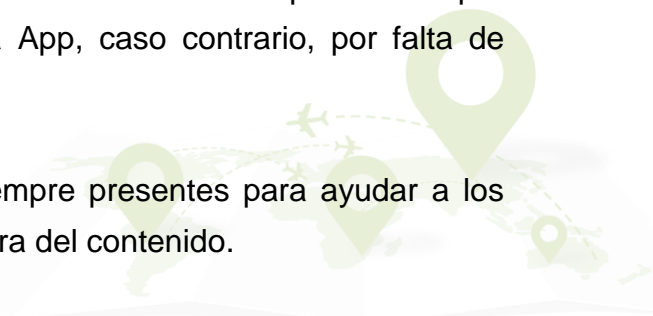 App, caso contrario, por falta de
empre presentes para ayudar a los
ra del contenido.